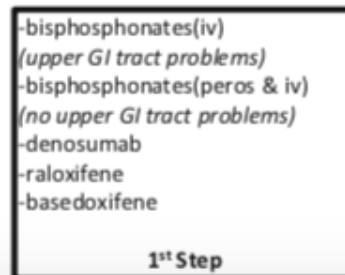 -bisphosphonates(iv)
(upper GI tract problems)
-bisphosphonates(peros & iv)
(no upper GI tract problems)
-denosumab
-raloxifene
-basedoxifene
1st Step